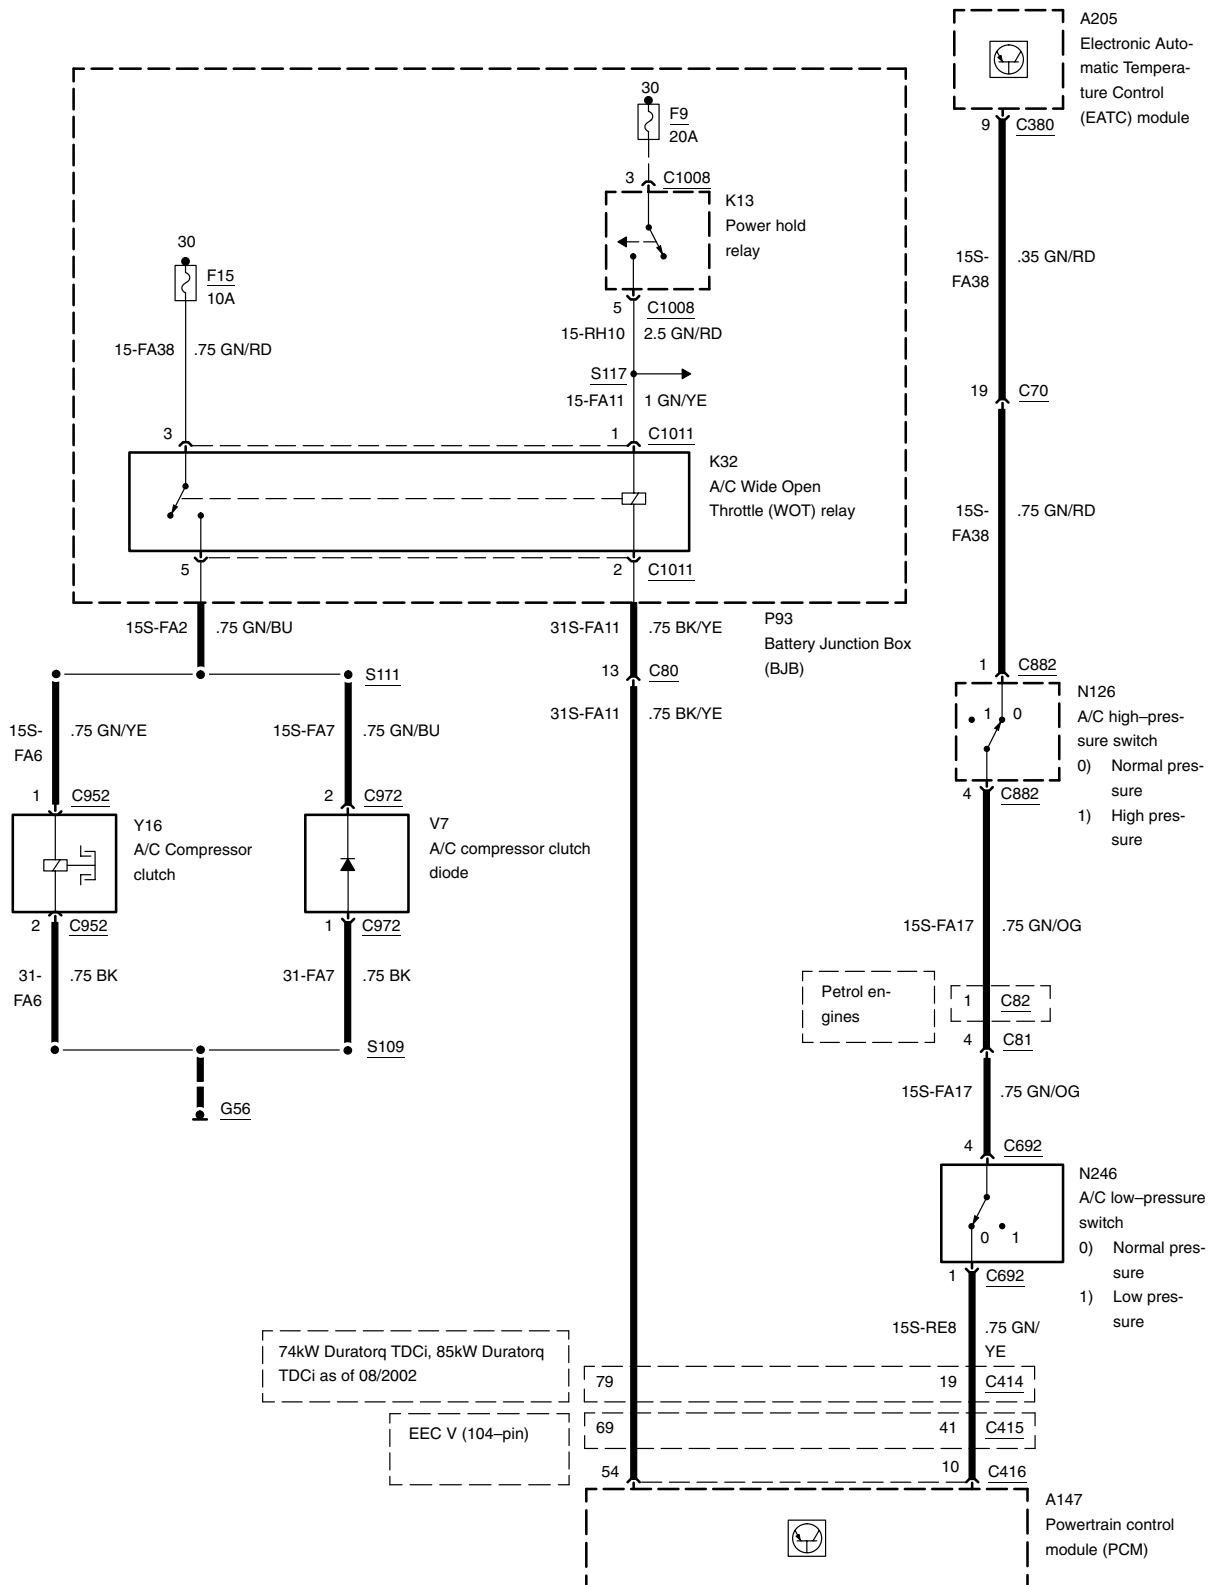 A205
Electronic Auto-
matic Tempera-
ture Control
(EATC) module
9 C380
30
F9
20A
3 C1008
K13
Power hold
relay
30
F15
10A
15S-
FA38
.35 GN/RD
5 C1008
15-RH10 2.5 GN/RD
15-FA38 .75 GN/RD
S117
15-FA11 1 GN/YE
19 C70
3
1 C1011
K32
A/C Wide Open
Throttle (WOT) relay
15S-
FA38
.75 GN/RD
5
2 C1011
15S-FA2 .75 GN/BU
31S-FA11 .75 BK/YE
P93
Battery Junction Box
(BJB)
13 C80
S111
1 C882
31S-FA11 .75 BK/YE
15S-
FA6
.75 GN/YE
15S-FA7 .75 GN/BU
1 0
N126
A/C high–pres-
sure switch
0) Normal pres-
sure
1) High pres-
sure
1 C952
2 C972
4 C882
Y16
A/C Compressor
clutch
V7
A/C compressor clutch
diode
2 C952
1 C972
15S-FA17 .75 GN/OG
31-
FA6
.75 BK
31-FA7 .75 BK
Petrol en-
gines
1 C82
4 C81
S109
15S-FA17 .75 GN/OG
G56
4 C692
N246
A/C low–pressure
switch
0) Normal pres-
sure
1) Low pres-
sure
0 1
1 C692
15S-RE8 .75 GN/
YE
74kW Duratorq TDCi, 85kW Duratorq
TDCi as of 08/2002
79 19 C414
EEC V (104–pin)
69 41 C415
54 10 C416
A147
Powertrain control
module (PCM)